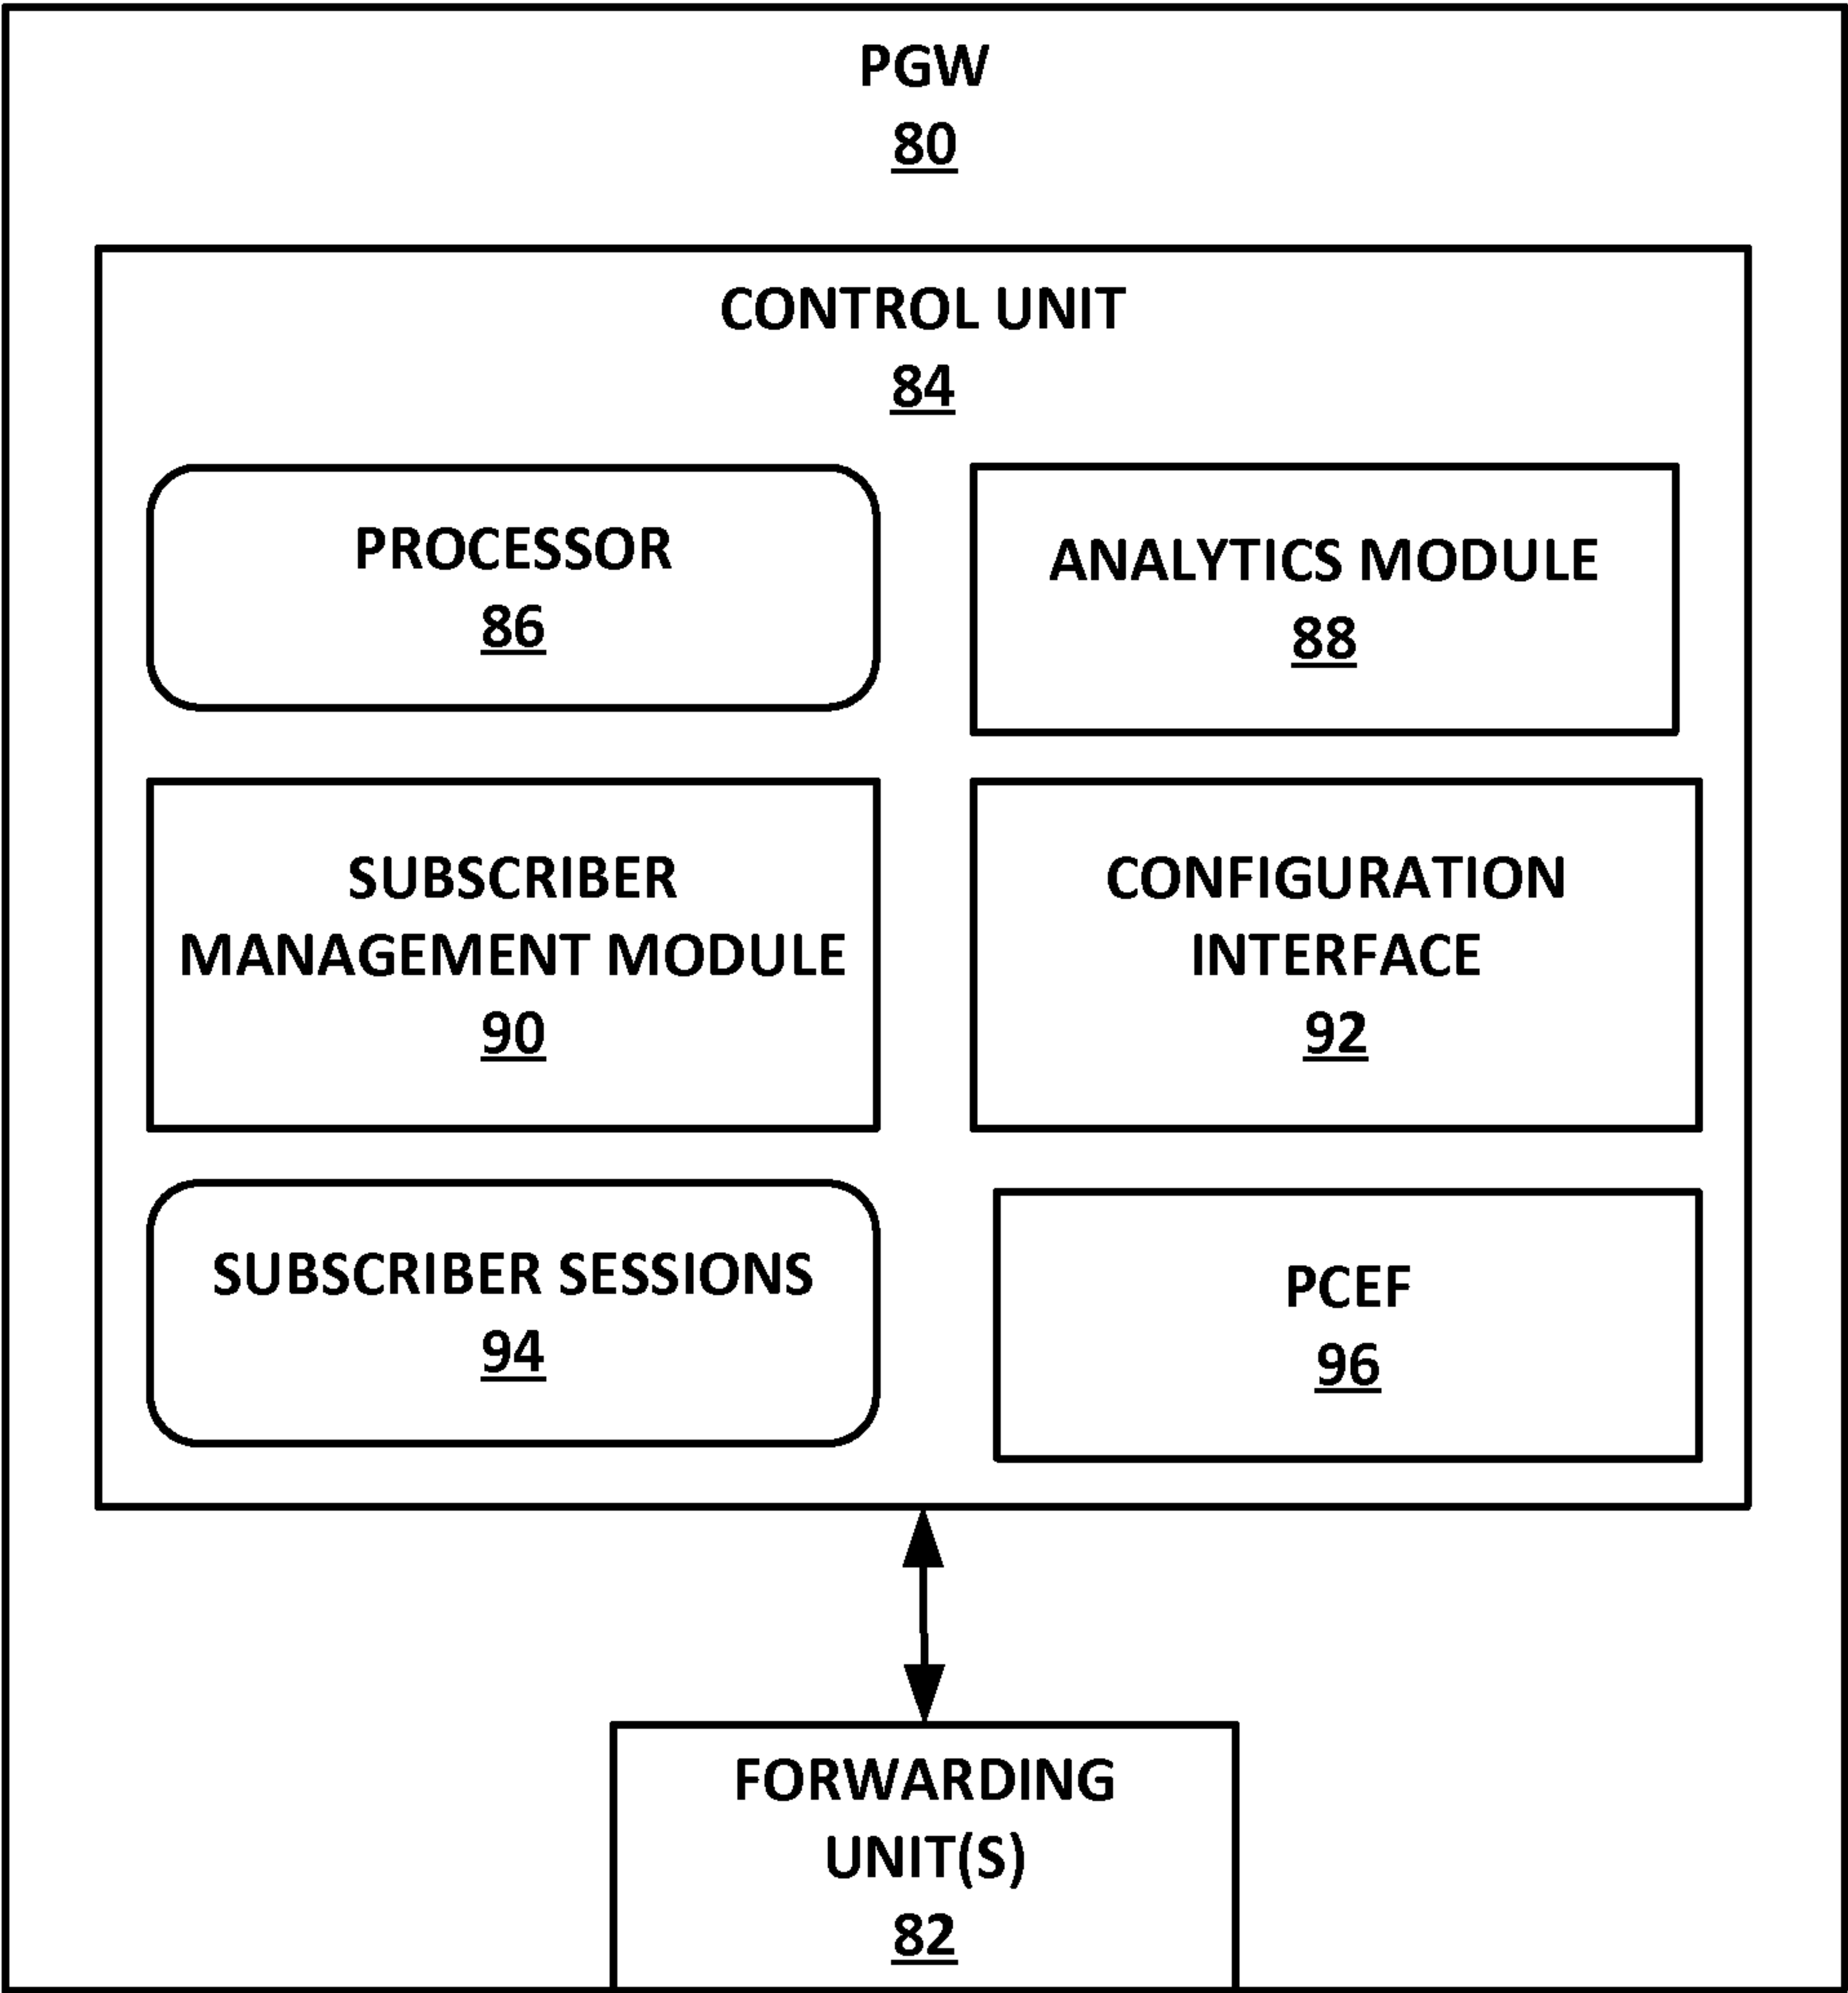 PGW
80
CONTROL UNIT
84
PROCESSOR
86
ANALYTICS MODULE
88
SUBSCRIBER
MANAGEMENT MODULE
90
CONFIGURATION
INTERFACE
92
SUBSCRIBER SESSIONS
94
PCEF
96
FORWARDING
UNIT(S)
82